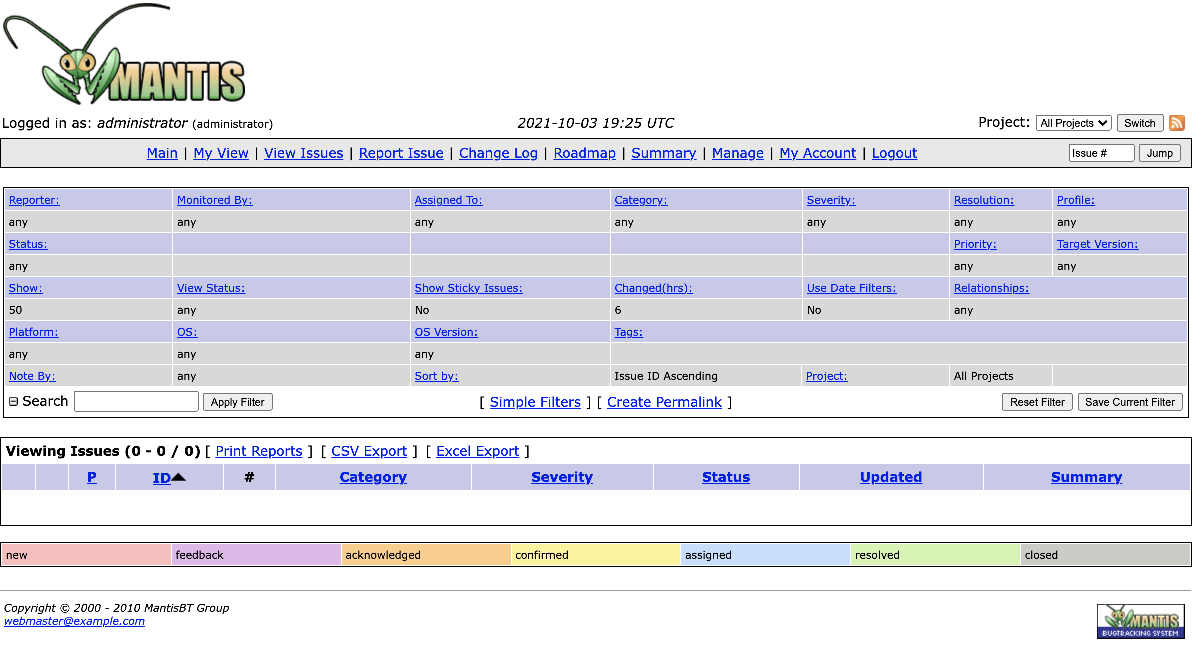 MANTIS
Logged in as: administrator (administrator) 2021-10-03 19:25 UTC Project: All Projects Switch
Main | My View | View Issues | Report Issue | Change Log | Roadmap | Summary | Manage | My Account | Logout Issue # Jump
Reporter: Monitored By: Assigned To: Category: Severity: Resolution: Profile:
any any any any any any any
Status: Priority: Target Version:
any any any
Show: View Status: Show Sticky Issues: Changed(hrs): Use Date Filters: Relationships:
50 any No 6 No any
Platform: OS: OS Version: Tags:
any any any
Note By: any Sort by: Issue ID Ascending Project: All Projects
Search Apply Filter [ Simple Filters ] [ Create Permalink ] Reset Filter Save Current Filter
Viewing Issues (0 - 0 / 0) [ Print Reports ] [ CSV Export ] [ Excel Export ]
P ID # Category Severity Status Updated Summary
new feedback acknowledged confirmed assigned resolved closed
Copyright © 2000 - 2010 MantisBT Group
webmaster@example.com
MANTIS
BUGTRACKING SYSTEM